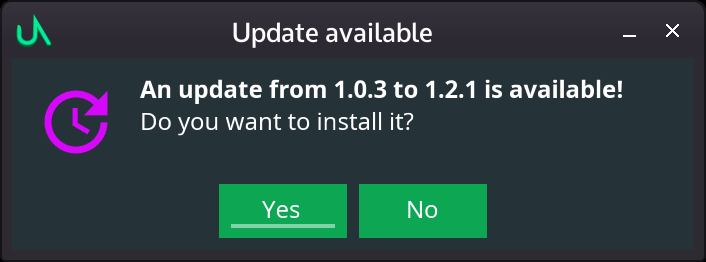 Update available
An update from 1.0.3 to 1.2.1 is available!
Do you want to install it?
Yes
No